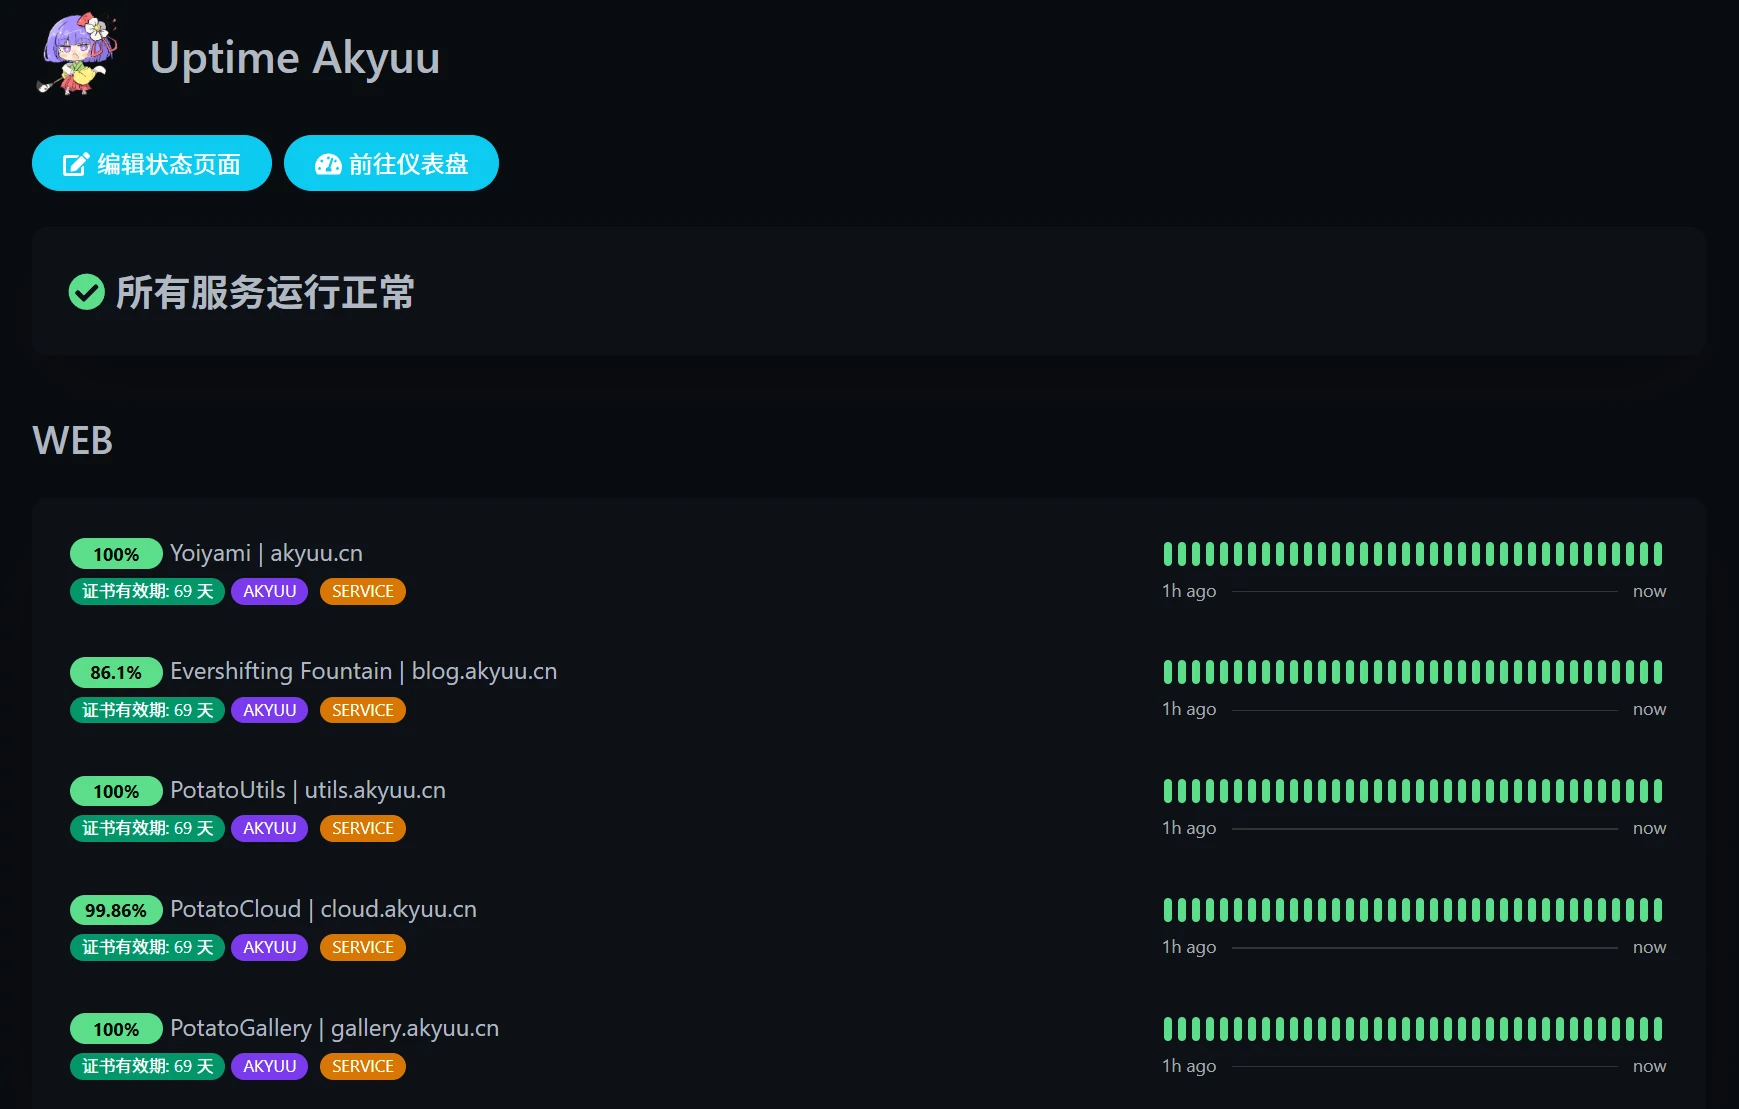 Uptime Akyuu
编辑状态页面 前往仪表盘
所有服务运行正常
WEB
100% Yoiyami | akyuu.cn
证书有效期: 69 天 AKYUU SERVICE
1h ago now
86.1% Evershifting Fountain | blog.akyuu.cn
证书有效期: 69 天 AKYUU SERVICE
1h ago now
100% PotatoUtils | utils.akyuu.cn
证书有效期: 69 天 AKYUU SERVICE
1h ago now
99.86% PotatoCloud | cloud.akyuu.cn
证书有效期: 69 天 AKYUU SERVICE
1h ago now
100% PotatoGallery | gallery.akyuu.cn
证书有效期: 69 天 AKYUU SERVICE
1h ago now